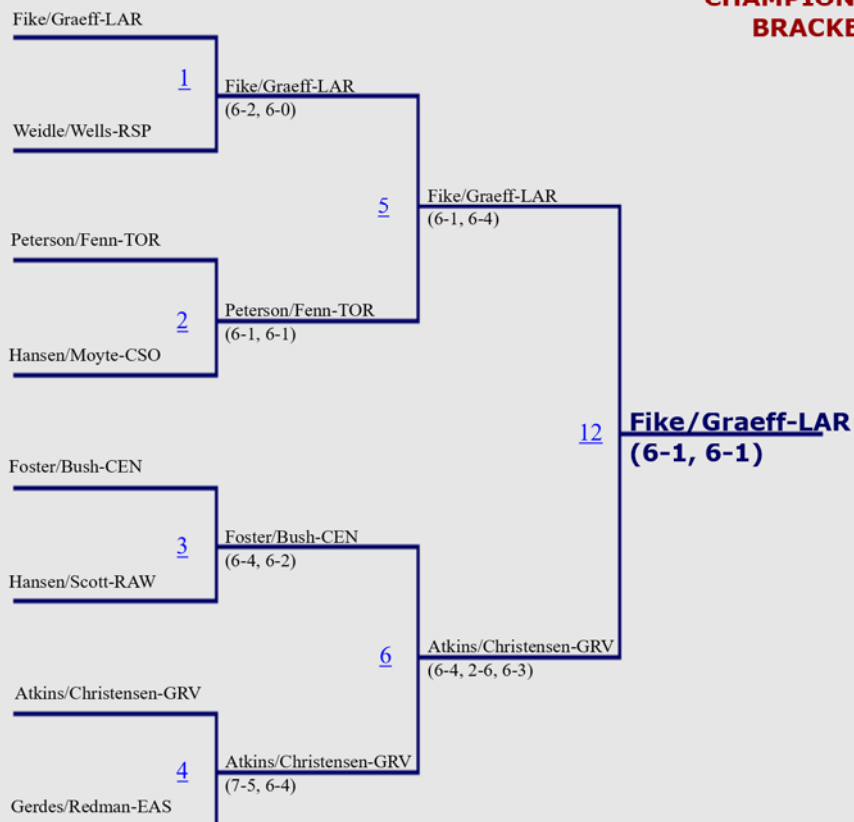 Fike/Graeff-LAR
1
Fike/Graeff-LAR
(6-2, 6-0)
Weidle/Wells-RSP
5
Fike/Graeff-LAR
(6-1, 6-4)
Peterson/Fenn-TOR
2
Peterson/Fenn-TOR
(6-1, 6-1)
Hansen/Moyte-CSO
12
Fike/Graeff-LAR
(6-1, 6-1)
Foster/Bush-CEN
3
Foster/Bush-CEN
(6-4, 6-2)
Hansen/Scott-RAW
6
Atkins/Christensen-GRV
(6-4, 2-6, 6-3)
Atkins/Christensen-GRV
4
Atkins/Christensen-GRV
(7-5, 6-4)
Gerdes/Redman-EAS